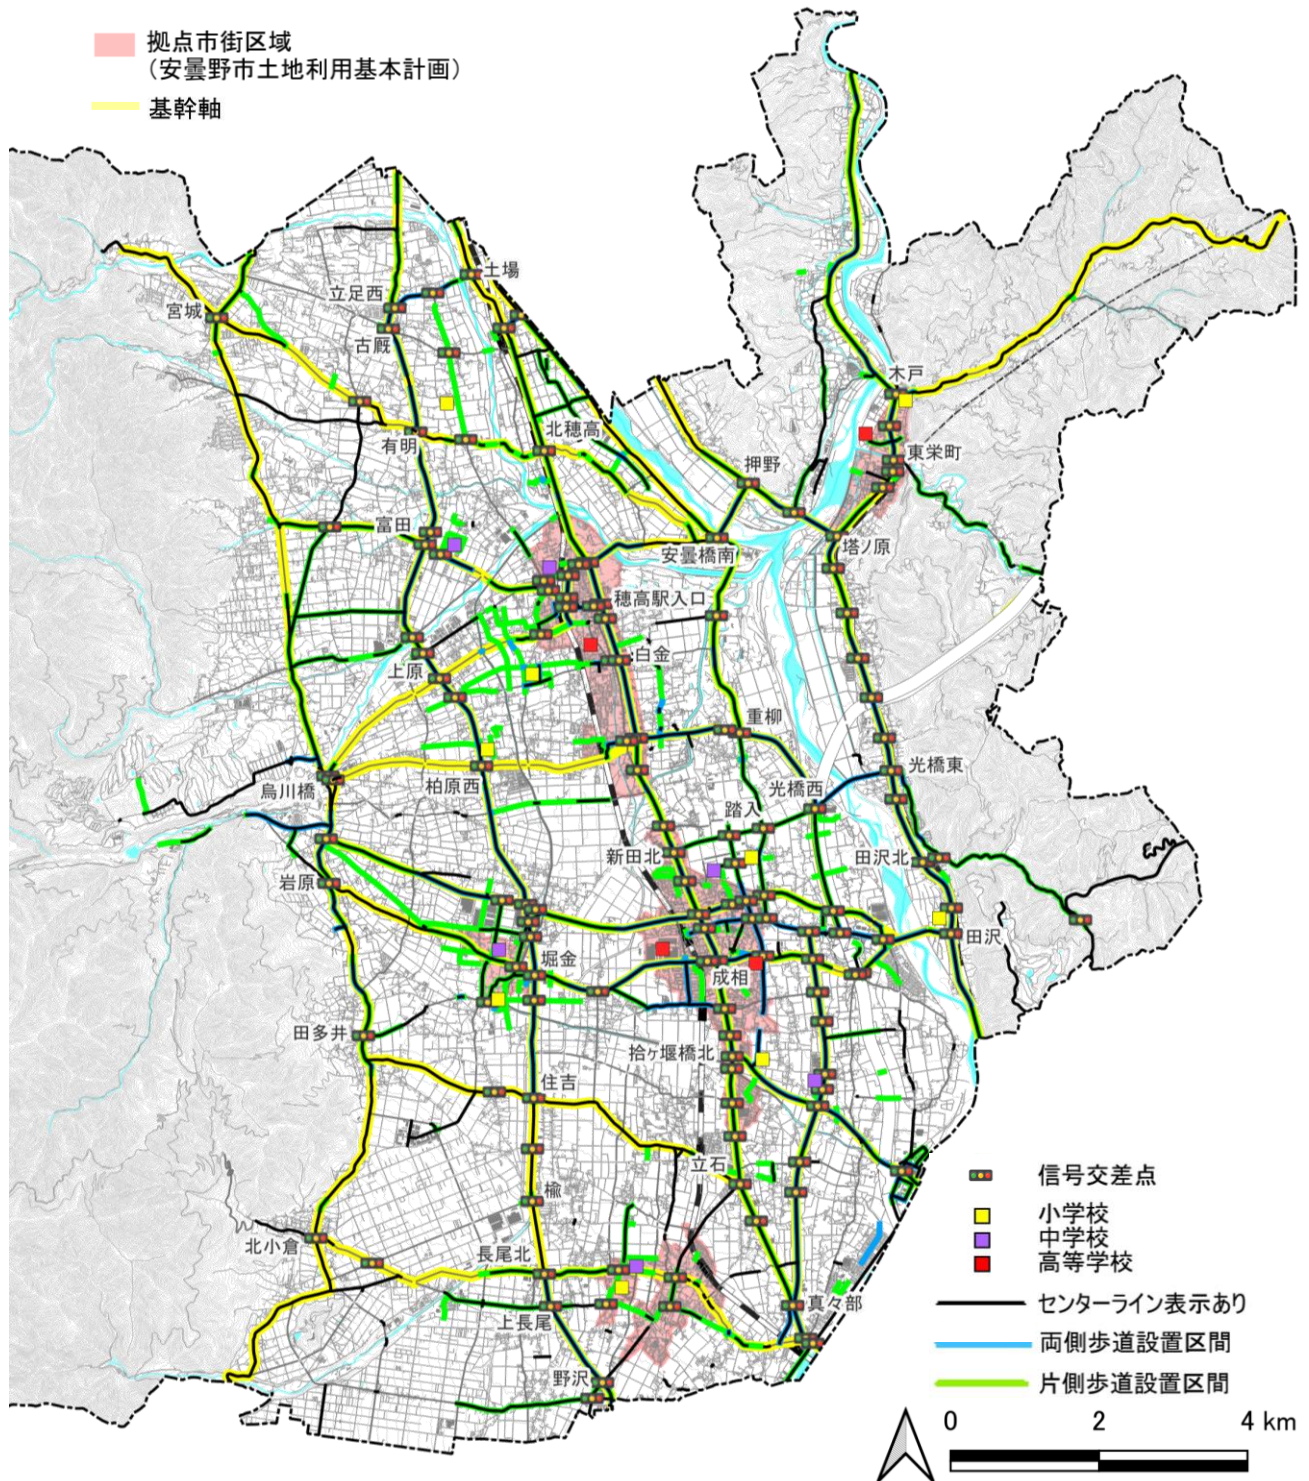 拠点市街区域
（安曇野市土地利用基本計画）
基幹軸
土場
立足西
宮城
古厩
木戸
北穂高
有明
東栄町
押野
富田
安曇橋南
塔ノ原
穂高駅入口
白金
上原
重柳
光橋東
烏川橋
柏原西
光橋西
踏入
新田北
田沢北
岩原
田沢
堀金
成相
田多井
拾ヶ堰橋北
住吉
立石
楡
北小倉
長尾北
真々部
上長尾
野沢
信号交差点
小学校
中学校
高等学校
センターライン表示あり
両側歩道設置区間
片側歩道設置区間
0 2 4 km